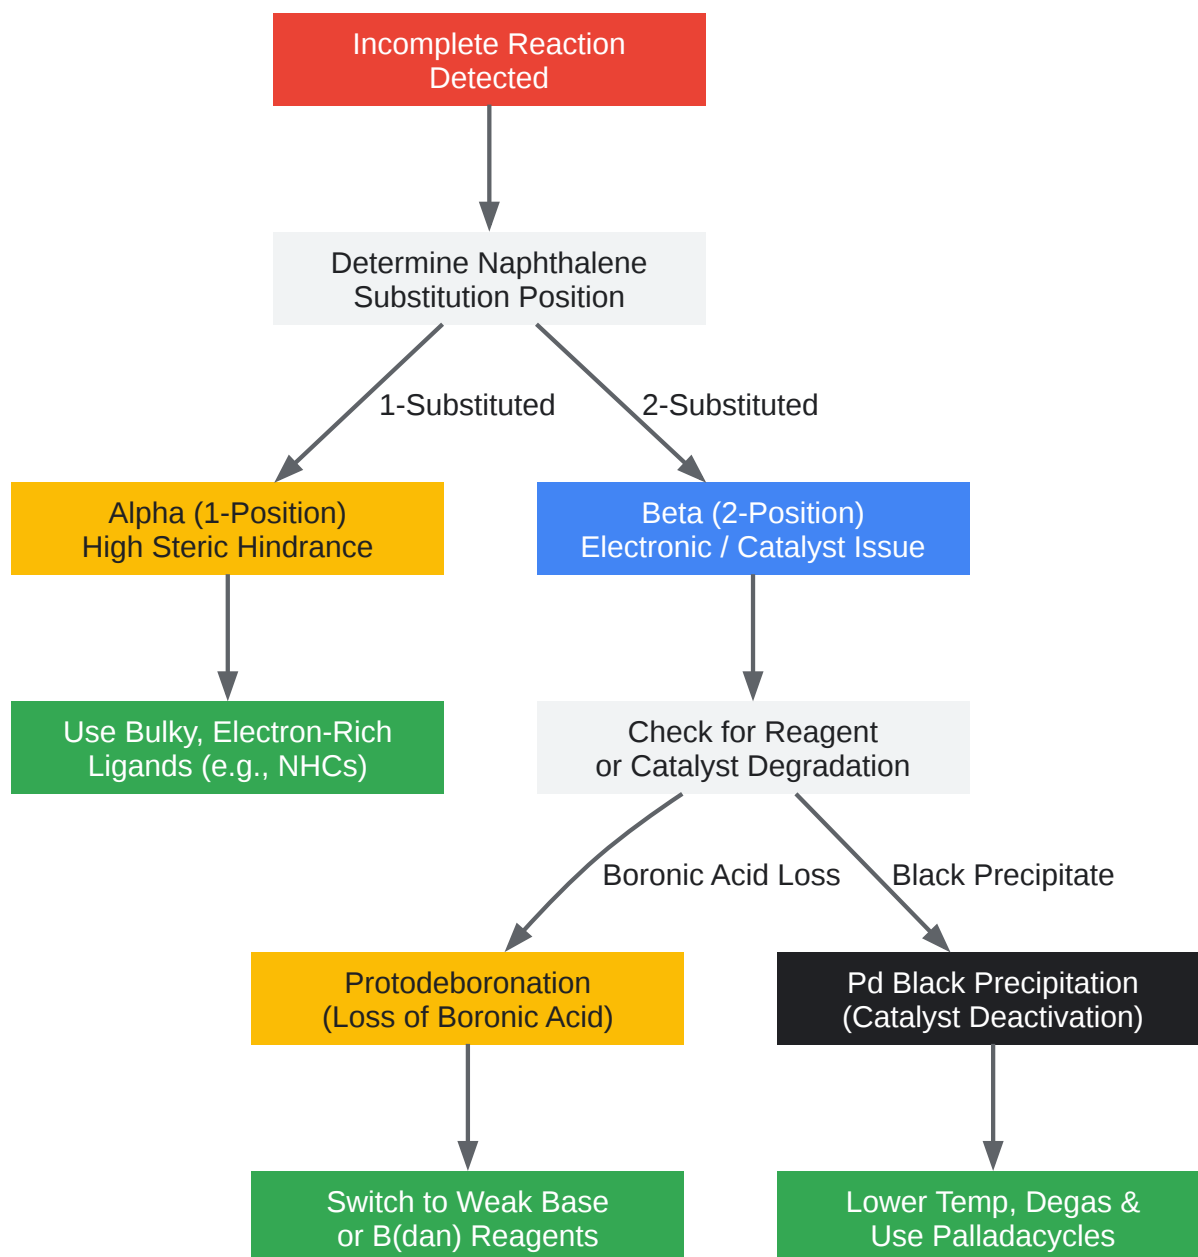 Incomplete Reaction
Detected
Determine Naphthalene
Substitution Position
1-Substituted
2-Substituted
Alpha (1-Position)
High Steric Hindrance
Beta (2-Position)
Electronic / Catalyst Issue
Use Bulky, Electron-Rich
Ligands (e.g., NHCs)
Check for Reagent
or Catalyst Degradation
Boronic Acid Loss
Black Precipitate
Protodeboronation
(Loss of Boronic Acid)
Pd Black Precipitation
(Catalyst Deactivation)
Switch to Weak Base
or B(dan) Reagents
Lower Temp, Degas &
Use Palladacycles